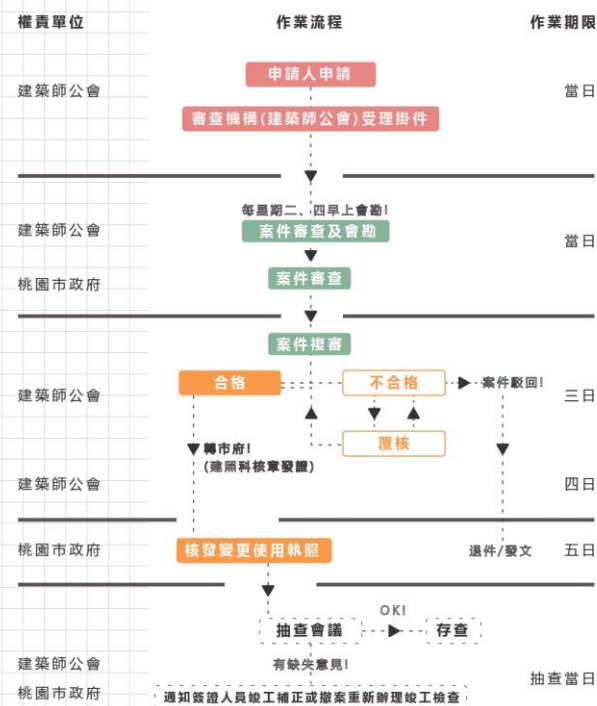 權責單位 作業流程 作業期限
申請人申請
建築師公會 當日
審查機構(建築師公會)受理掛件
每星期二、四早上會勘!
建築師公會 案件審查及會勘
當日
桃園市政府 案件審查
案件複審
合格 不合格 案件駁回!
建築師公會 三日
覆核
轉市府!
(建照科核章發證)
建築師公會 四日
桃園市政府 核發變更使用執照 退件/發文 五日
OK!
抽查會議 存查
建築師公會 有缺失意見!
抽查當日
桃園市政府 通知簽證人員竣工補正或撤案重新辦理竣工檢查